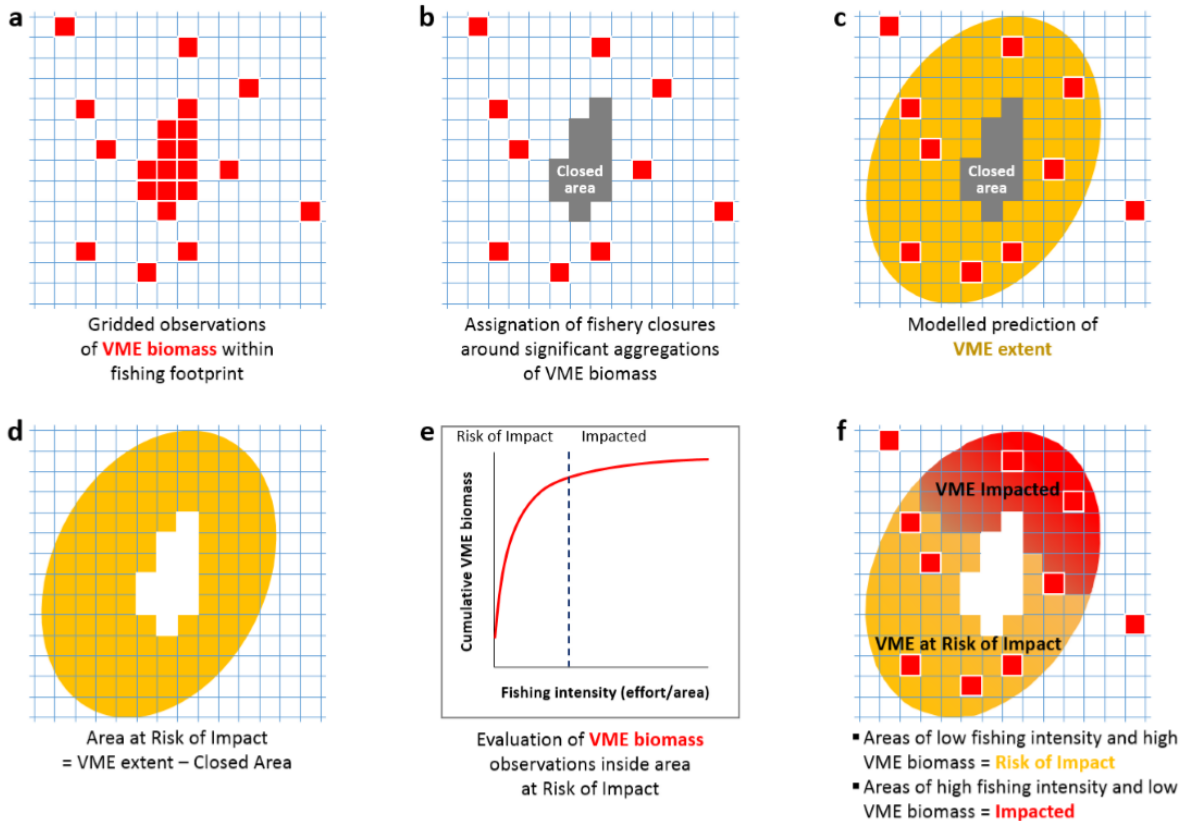 a
Gridded observations
of VME biomass within
fishing footprint
b
Closed
area
Assignation of fishery closures
around significant aggregations
of VME biomass
c
Closed
area
Modelled prediction of
VME extent
d
Area at Risk of Impact
= VME extent – Closed Area
e
Risk of Impact
Impacted
Cumulative VME biomass
Fishing intensity (effort/area)
Evaluation of VME biomass
observations inside area
at Risk of Impact
f
VME Impacted
VME at Risk of Impact
▪ Areas of low fishing intensity and high
VME biomass = Risk of Impact
▪ Areas of high fishing intensity and low
VME biomass = Impacted